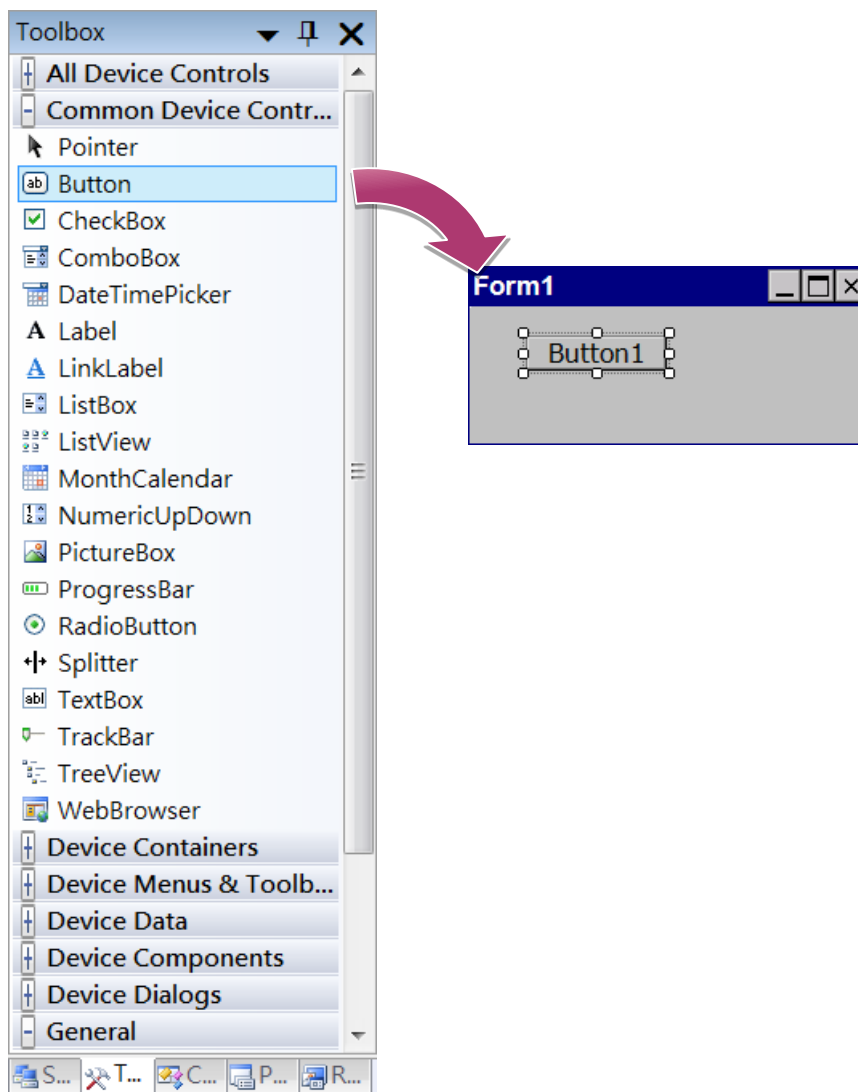 Toolbox
All Device Controls
Common Device Contr...
Pointer
Button
CheckBox
ComboBox
DateTimePicker
A Label
A LinkLabel
ListBox
ListView
MonthCalendar
NumericUpDown
PictureBox
ProgressBar
RadioButton
Splitter
abl TextBox
TrackBar
TreeView
WebBrowser
Device Containers
Device Menus & Toolb...
Device Data
Device Components
Device Dialogs
General
S... T... C... P... R...
Form1
Button1